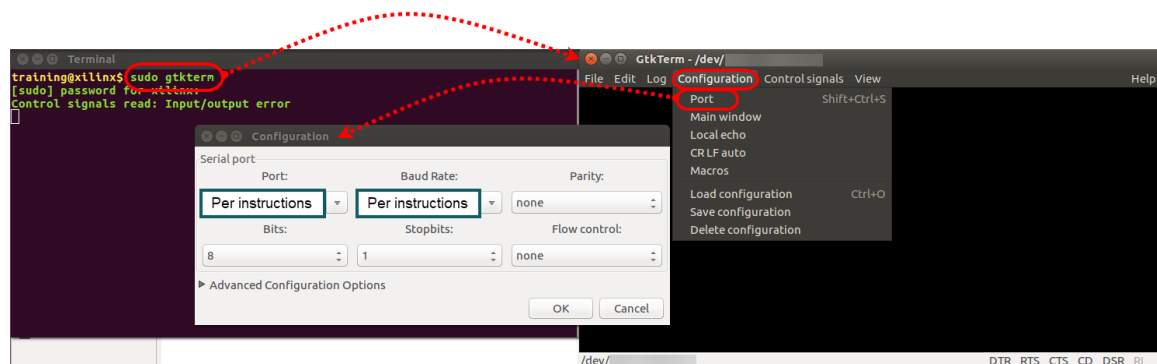 Terminal
training@xilinx$ sudo gtkterm
[sudo] password for xilinx:
Control signals read: Input/output error
GtkTerm - /dev/
File Edit Log Configuration Control signals View Help
Port Shift+Ctrl+S
Main window
Local echo
CR LF auto
Macros
Load configuration Ctrl+O
Save configuration
Delete configuration
Configuration
Serial port
Port: Baud Rate: Parity:
Per instructions Per instructions none
Bits: Stopbits: Flow control:
8 1 none
Advanced Configuration Options
OK Cancel
/dev/ DTR RTS CTS CD DSR RI